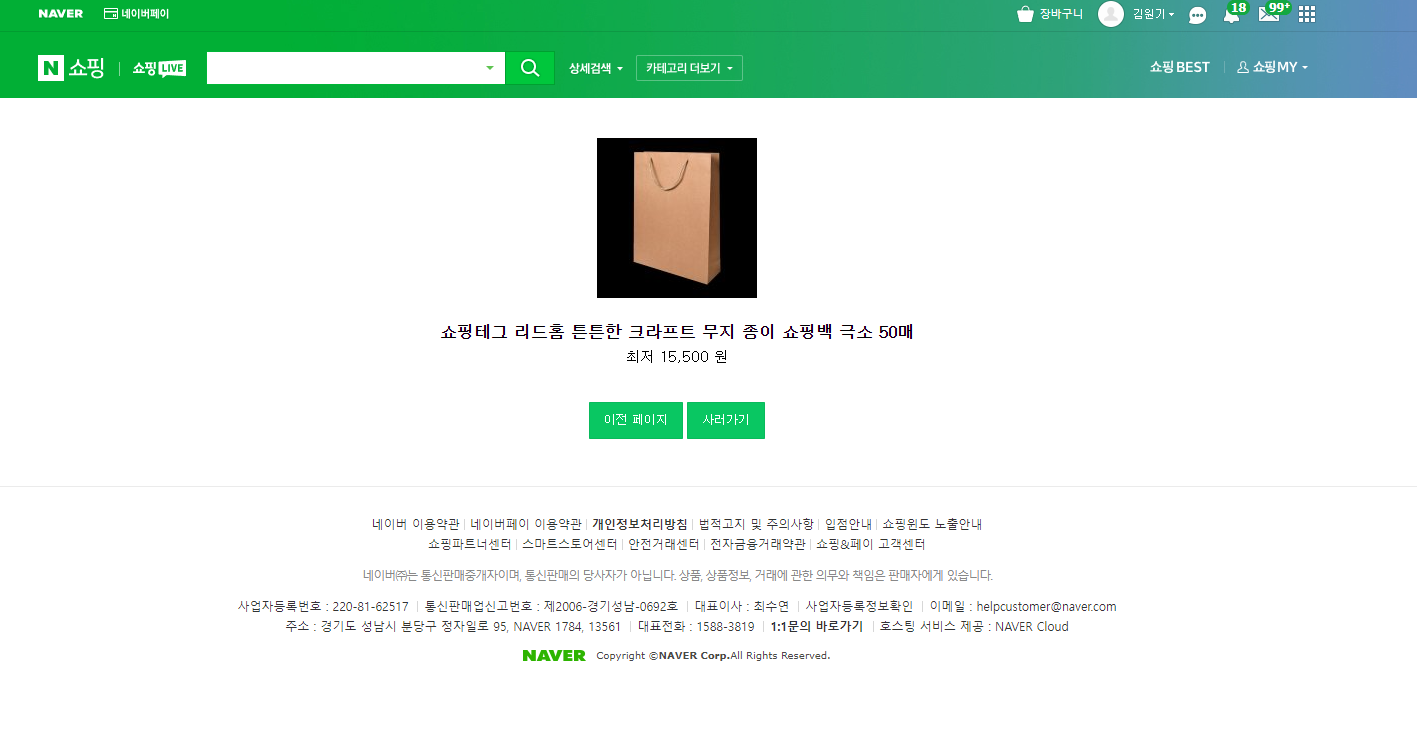 NAVER 네이버페이 장바구니 김원기 18 99+
N 쇼핑 쇼핑LIVE 상세검색 카테고리 더보기 쇼핑BEST 쇼핑MY
쇼핑테그 리드홈 튼튼한 크라프트 무지 종이 쇼핑백 극소 50매
최저 15,500 원
이전 페이지 사러가기
네이버 이용약관 네이버페이 이용약관 개인정보처리방침 법적고지 및 주의사항 입점안내 쇼핑윈도 노출안내
쇼핑파트너센터 스마트스토어센터 안전거래센터 전자금융거래약관 쇼핑&페이 고객센터
네이버㈜는 통신판매중개자이며, 통신판매의 당사자가 아닙니다. 상품, 상품정보, 거래에 관한 의무와 책임은 판매자에게 있습니다.
사업자등록번호 : 220-81-62517 통신판매업신고번호 : 제2006-경기성남-0692호 대표이사 : 최수연 사업자등록정보확인 이메일 : helpcustomer@naver.com
주소 : 경기도 성남시 분당구 정자일로 95, NAVER 1784, 13561 대표전화 : 1588-3819 1:1문의 바로가기 호스팅 서비스 제공 : NAVER Cloud
NAVER Copyright ©NAVER Corp.All Rights Reserved.